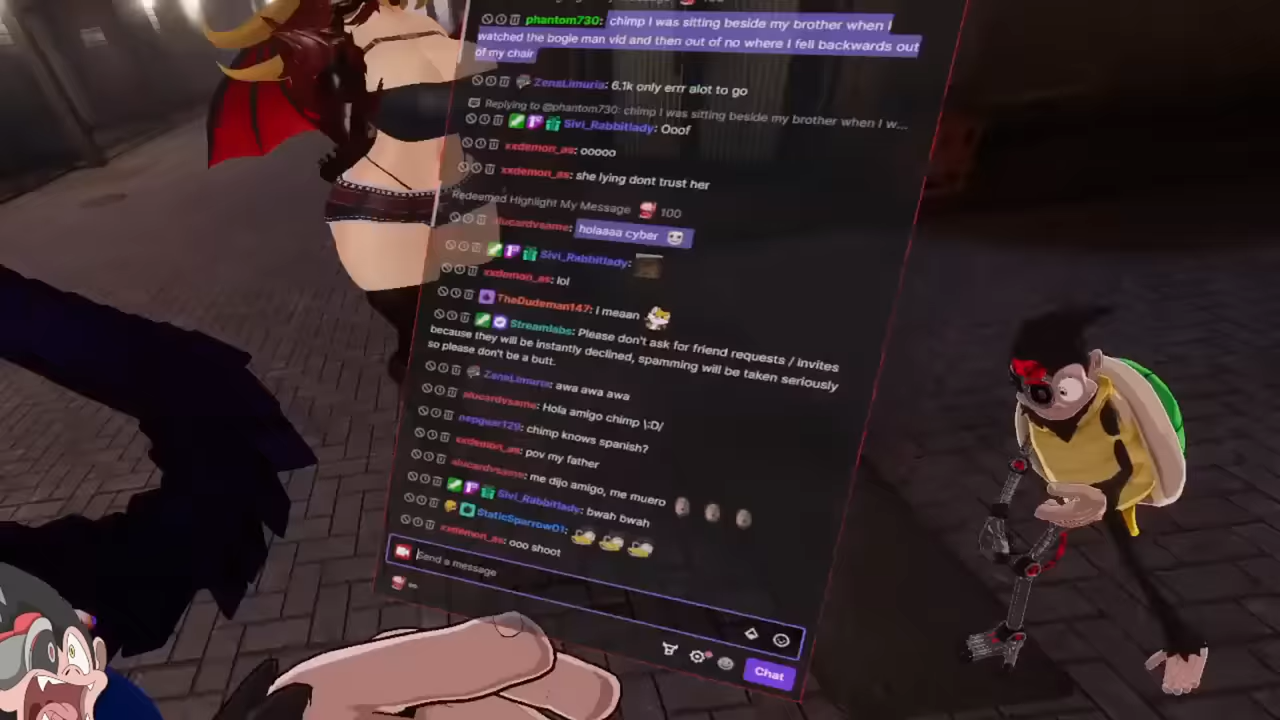 100
phantom730: chimp I was sitting beside my brother when I
watched the bogie man vid and then out of no where I fell backwards out
of my chair
ZensLimuria: 6.1k only errr alot to go
Replying to @phantom730: chimp I was sitting beside my brother when I w...
Sivi_Rabbitlady: Ooof
xxdemon_as: ooooo
xxdemon_as: she lying dont trust her
Redeemed Highlight My Message 100
alucardvsame: holaaaa cyber
Sivi_Rabbitlady:
xxdemon_as: lol
TheDudeman147: I meaan
Streamlabs: Please don't ask for friend requests / invites
because they will be instantly declined, spamming will be taken seriously
so please don't be a butt.
ZensLimuria: awa awa awa
alucardvsame: Hola amigo chimp \:D/
nepgear129: chimp knows spanish?
xxdemon_as: pov my father
alucardvsame: me dijo amigo, me muero
Sivi_Rabbitlady: bwah bwah
StaticSparrow01:
xxdemon_as: ooo shoot
Send a message
Chat